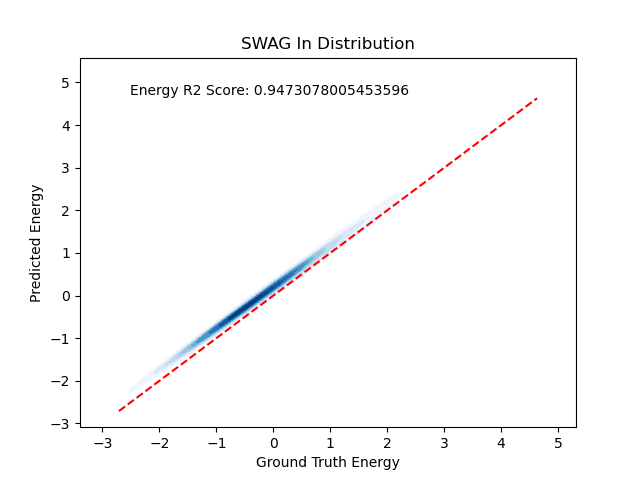 SWAG In Distribution
Energy R2 Score: 0.9473078005453596
Predicted Energy
5
4
3
2
1
0
−1
−2
−3
−3 −2 −1 0 1 2 3 4 5
Ground Truth Energy